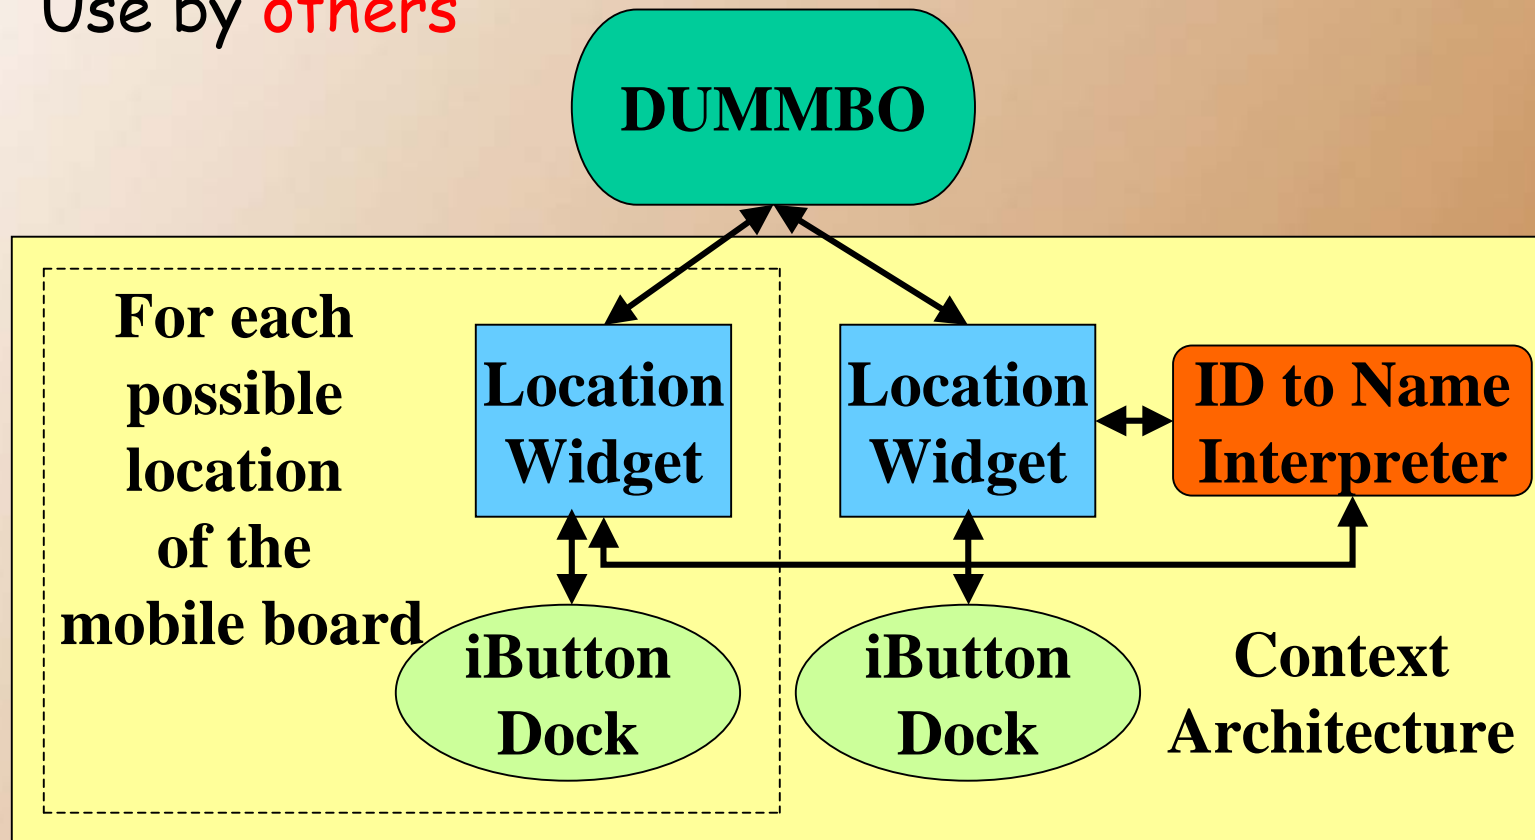 Use by others
DUMMBO
For each
possible
location
of the
mobile board
Location
Widget
Location
Widget
ID to Name
Interpreter
iButton
Dock
iButton
Dock
Context
Architecture